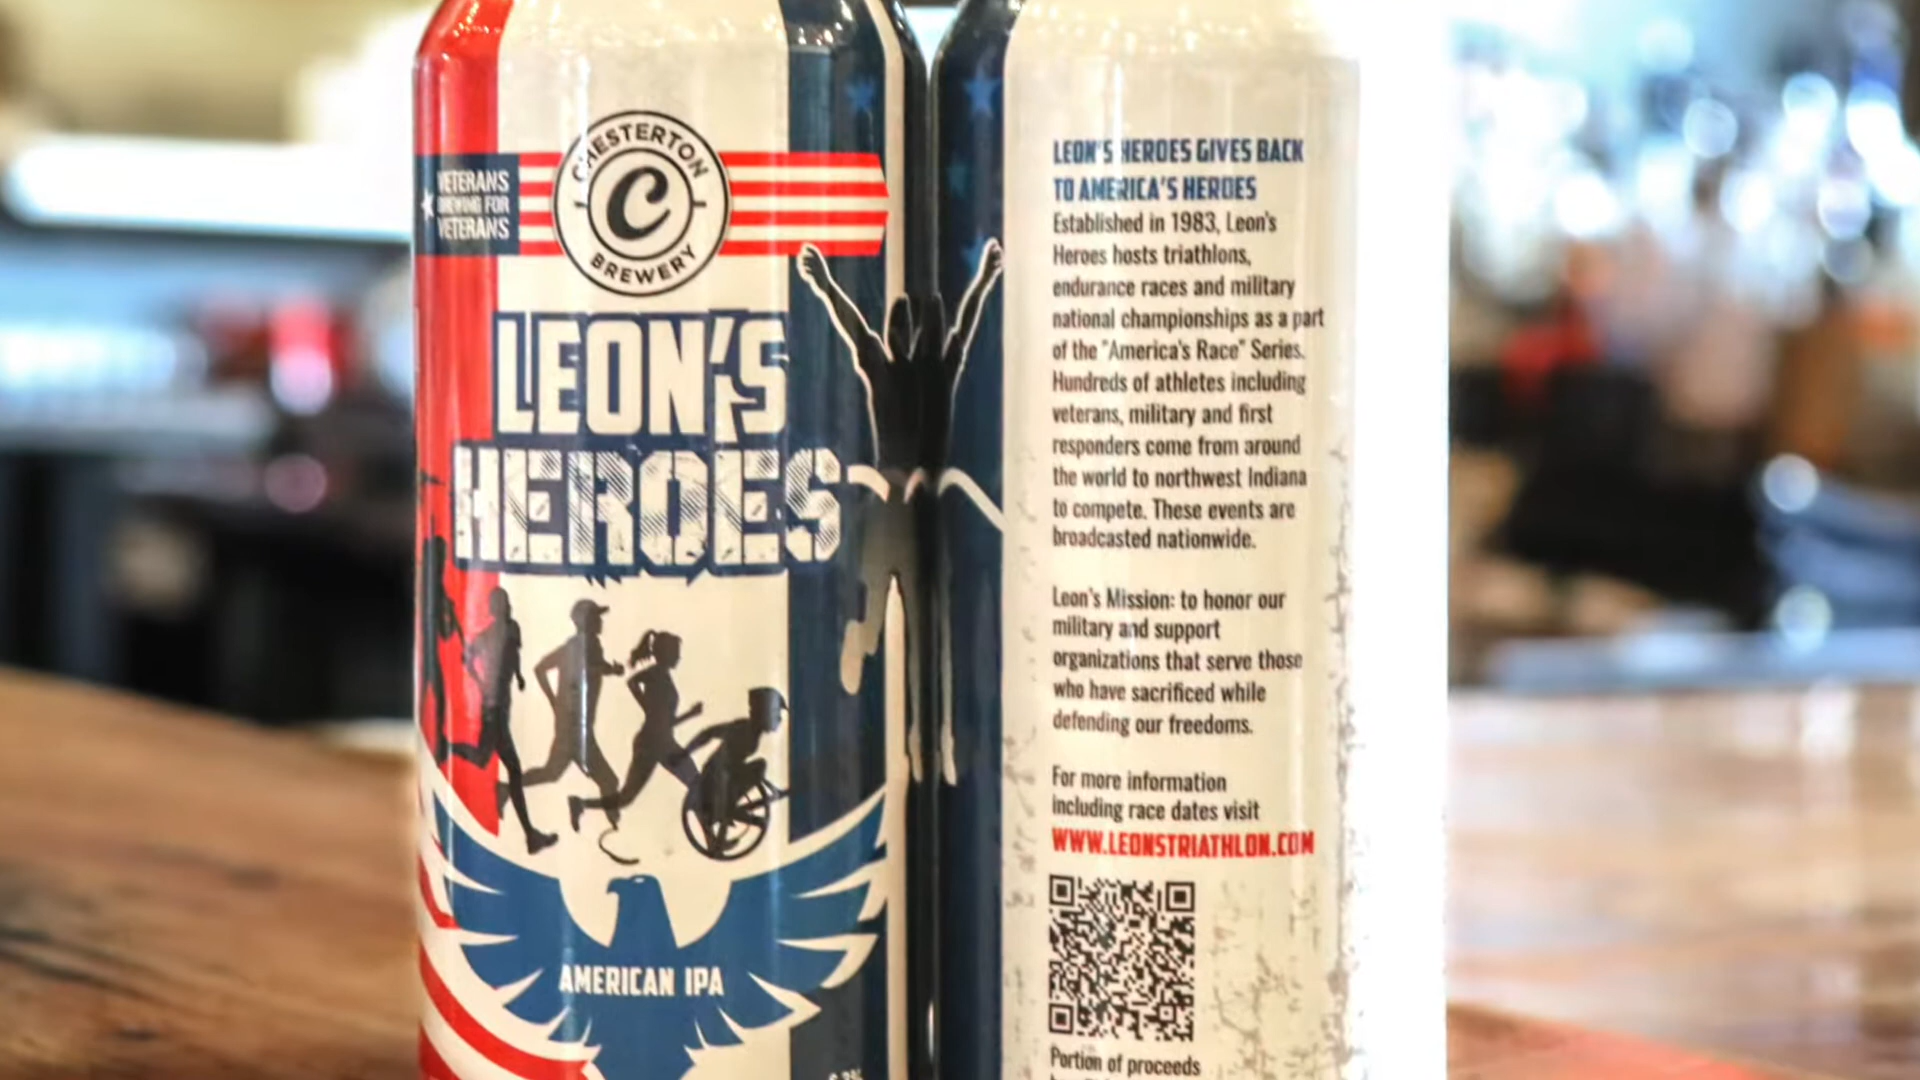 VETERANS
BREWING FOR
VETERANS
CHESTERTON
C
BREWERY
LEON'S
HEROES
AMERICAN IPA
LEON'S HEROES GIVES BACK
TO AMERICA'S HEROES
Established in 1983, Leon's
Heroes hosts triathlons,
endurance races and military
national championships as a part
of the "America's Race" Series.
Hundreds of athletes including
veterans, military and first
responders come from around
the world to northwest Indiana
to compete. These events are
broadcasted nationwide.
Leon's Mission: to honor our
military and support
organizations that serve those
who have sacrificed while
defending our freedoms.
For more information
including race dates visit
WWW.LEONSTRIATHLON.COM
Portion of proceeds